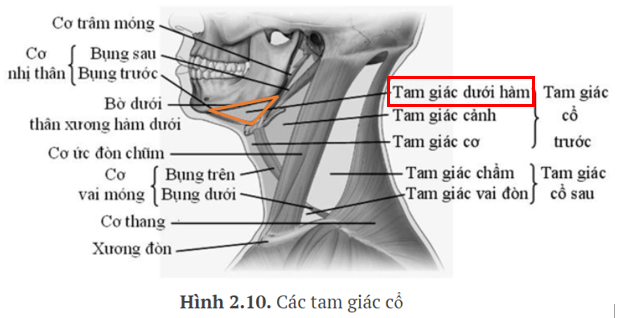 Cơ trâm móng
Cơ nhị thân
Bụng sau
Bụng trước
Bờ dưới
thân xương hàm dưới
Cơ ức đòn chũm
Cơ vai móng
Bụng trên
Bụng dưới
Cơ thang
Xương đòn
Tam giác dưới hàm
Tam giác cảnh
Tam giác cơ
Tam giác cổ trước
Tam giác chẩm
Tam giác vai đòn
Tam giác cổ sau
Hình 2.10. Các tam giác cổ